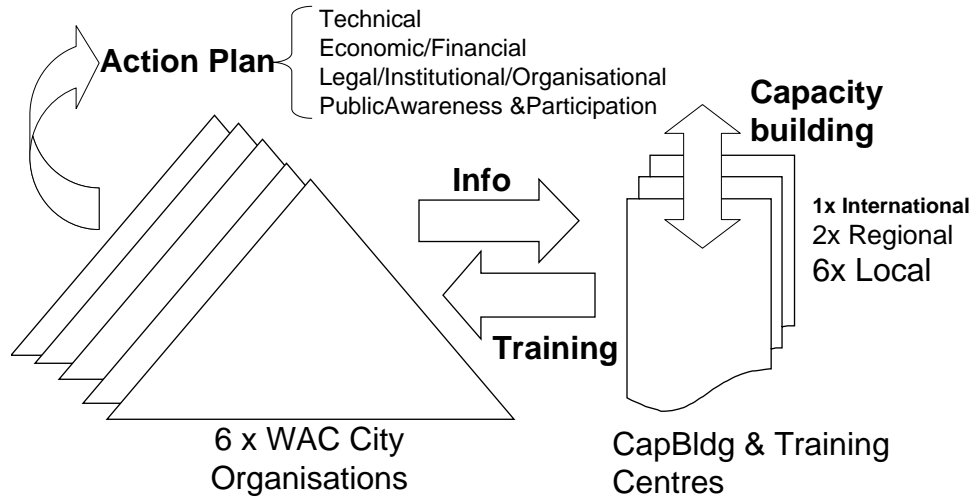 Technical
Economic/Financial
Action Plan
Legal/Institutional/Organisational
PublicAwareness &Participation
Capacity
building
Info
1x International
2x Regional
6x Local
Training
6 x WAC City
Organisations
CapBldg & Training
Centres